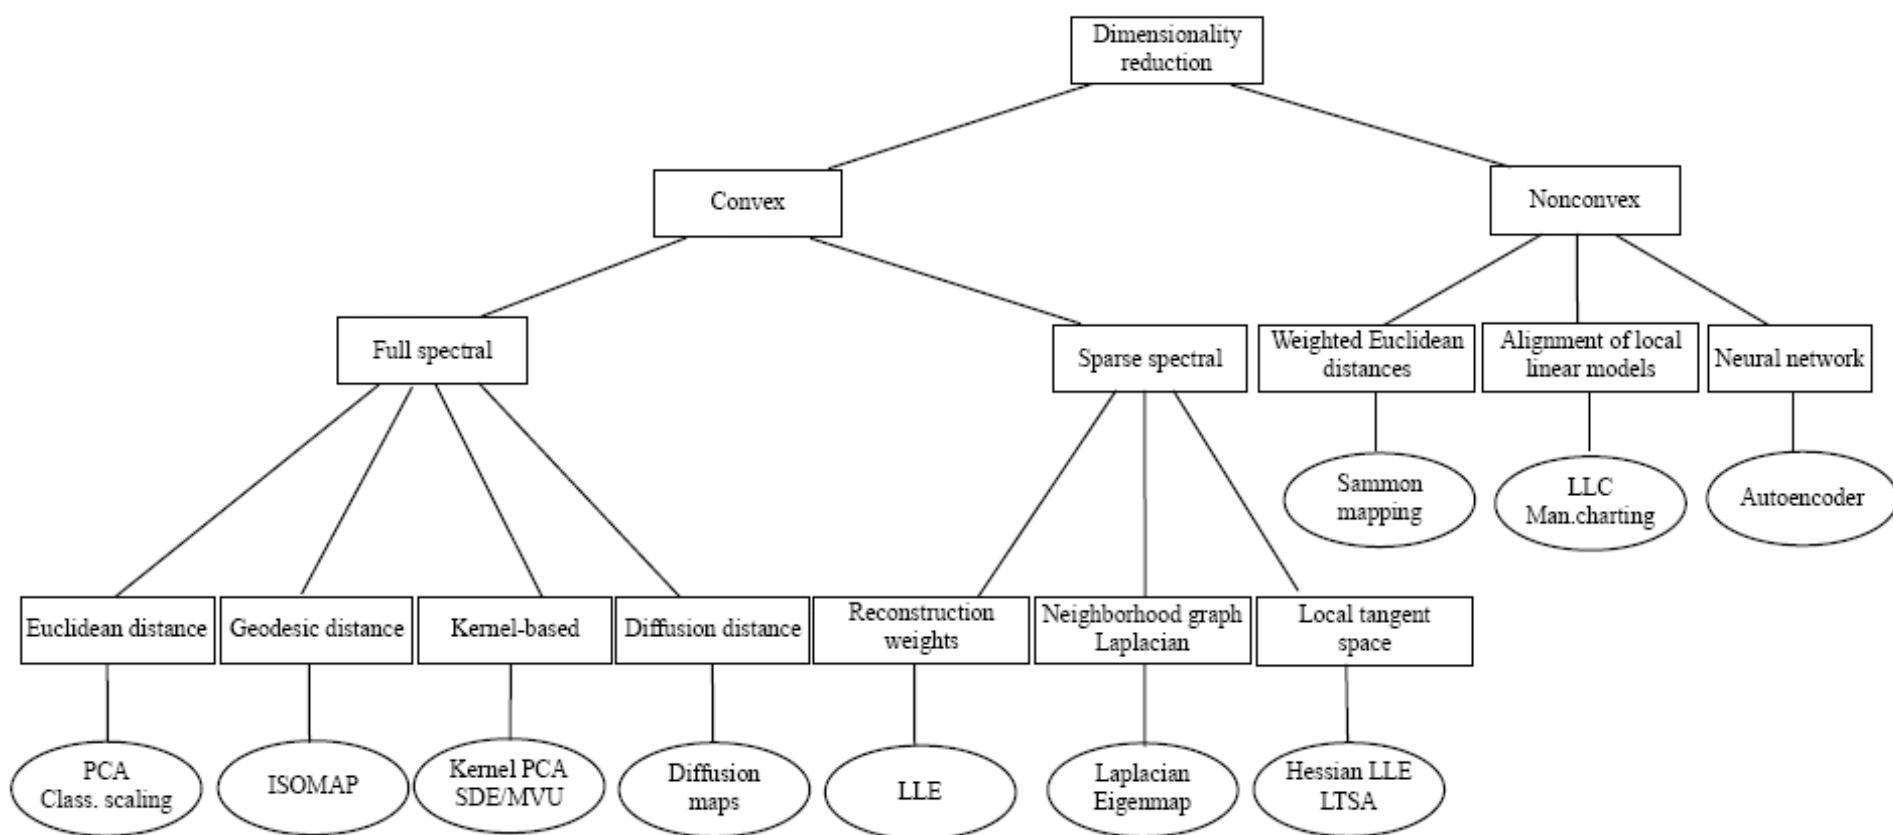 Dimensionality
reduction
Convex
Nonconvex
Full spectral
Sparse spectral
Weighted Euclidean
distances
Alignment of local
linear models
Neural network
Sammon
mapping
LLC
Man.charting
Autoencoder
Euclidean distance
Geodesic distance
Kernel-based
Diffusion distance
Reconstruction
weights
Neighborhood graph
Laplacian
Local tangent
space
PCA
Class. scaling
ISOMAP
Kernel PCA
SDE/MVU
Diffusion
maps
LLE
Laplacian
Eigenmap
Hessian LLE
LTSA